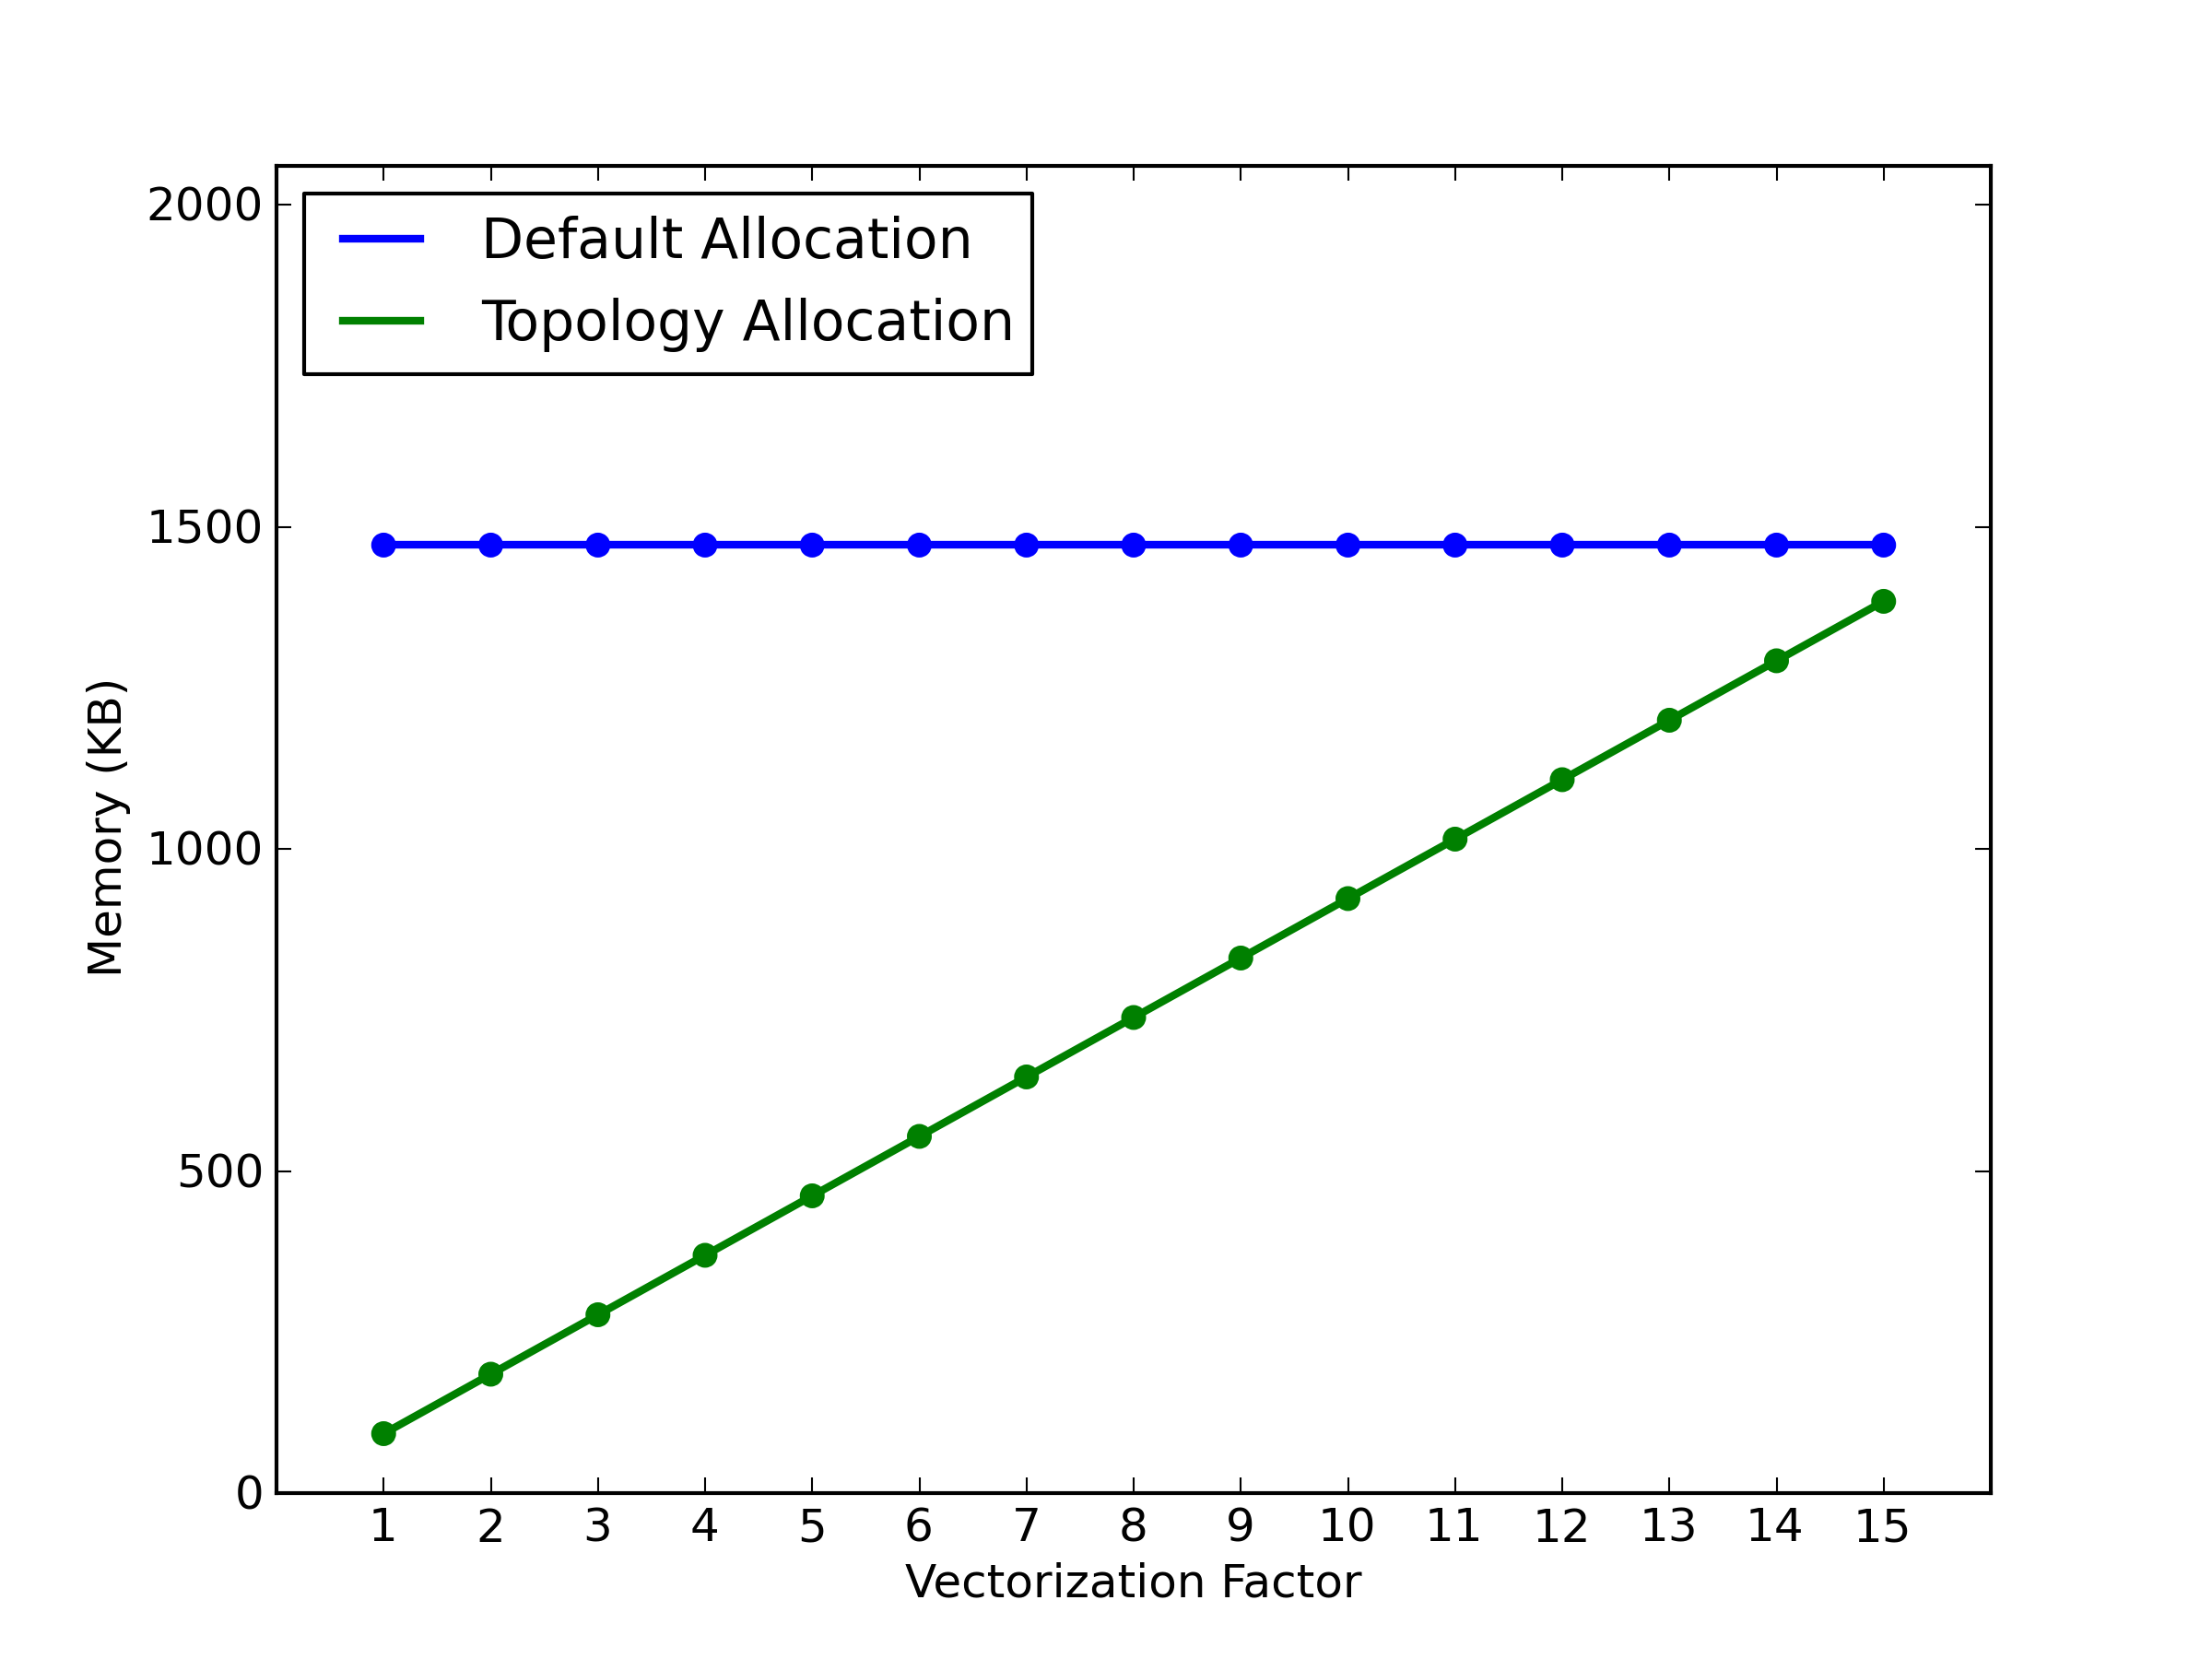 Default Allocation
Topology Allocation
2000
1500
1000
500
0
Memory (KB)
1 2 3 4 5 6 7 8 9 10 11 12 13 14 15
Vectorization Factor